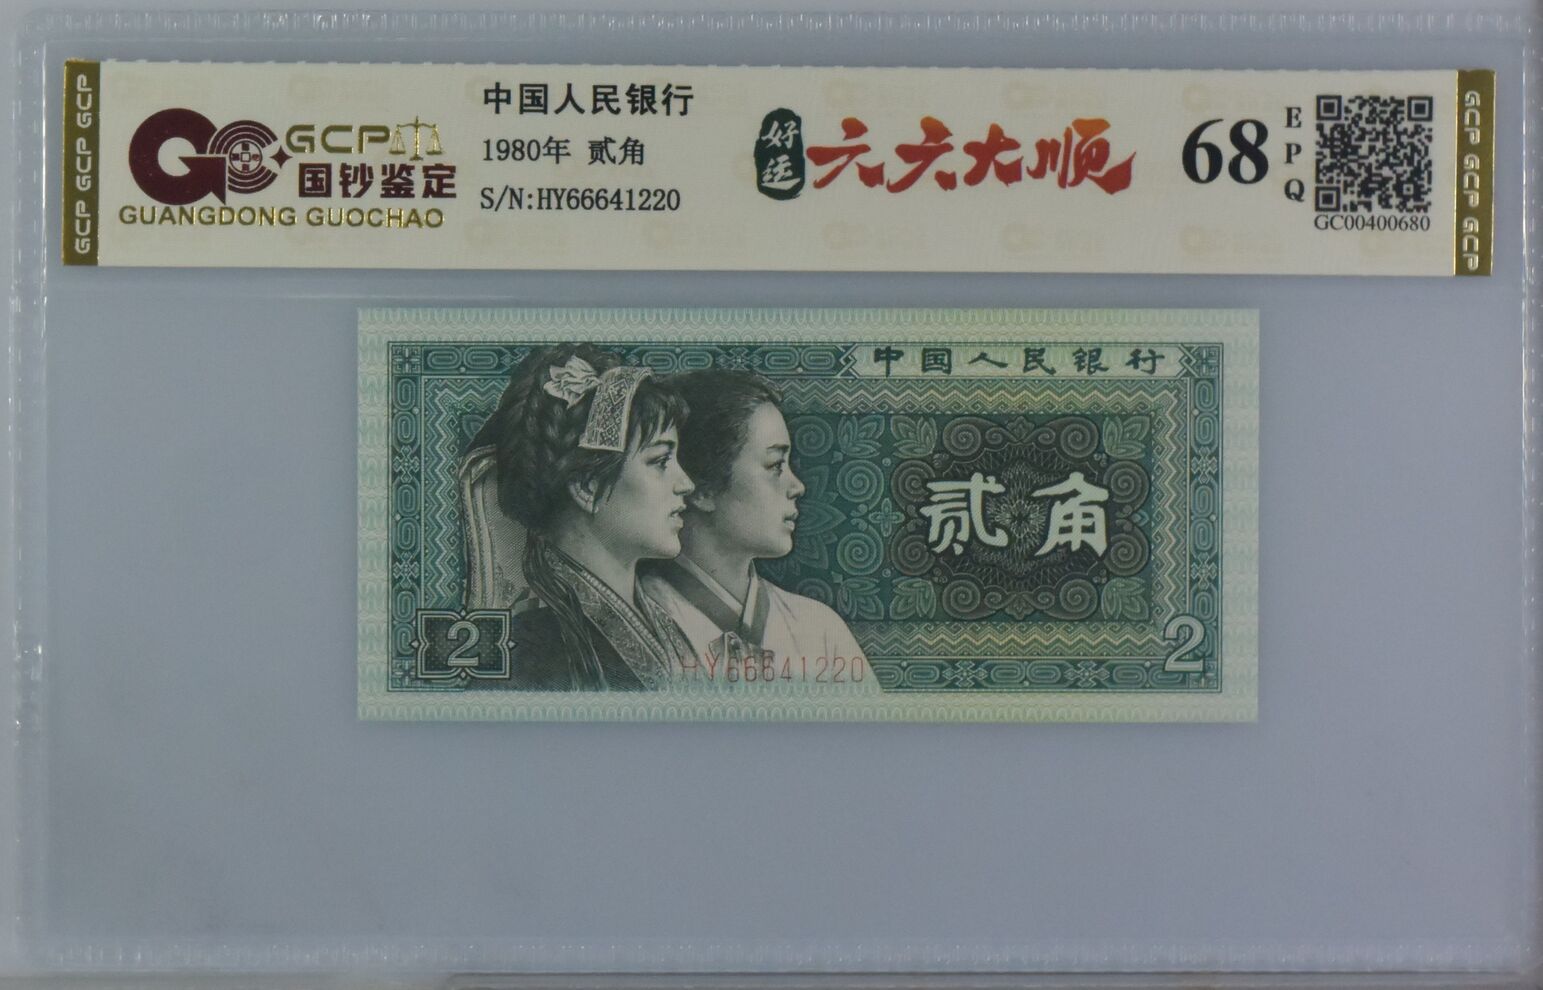 GCP GCP GCP
GCP
国钞鉴定
GUANGDONG GUOCHAO
中国人民银行
1980年 贰角
S/N:HY66641220
好运
六六大顺
68
EPQ
GC00400680
GCP GCP GCP
中国人民银行
贰角
2
2
HY66641220